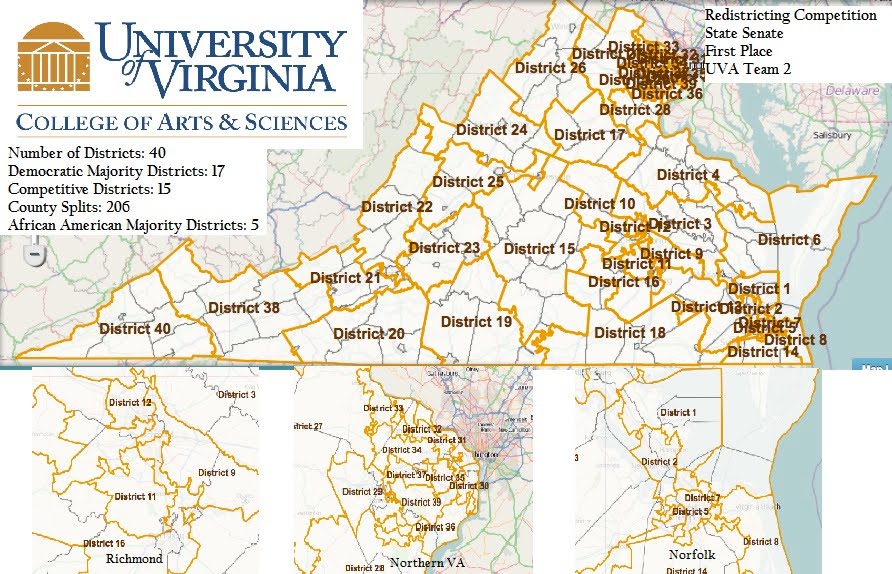 UNIVERSITY
of VIRGINIA
COLLEGE OF ARTS & SCIENCES
Redistricting Competition
State Senate
First Place
UVA Team 2
Number of Districts: 40
Democratic Majority Districts: 17
Competitive Districts: 15
County Splits: 206
African American Majority Districts: 5
Delaware
Salisbury
District 33
District 26
District 36
District 28
District 24
District 17
District 25
District 4
District 22
District 10
District 3
District 23
District 15
District 9
District 6
District 11
District 21
District 16
District 1
District 38
District 2
District 40
District 20
District 19
District 18
District 7
District 5
District 8
District 14
District 12
District 3
District 9
District 11
District 16
Richmond
District 33
strict 27
District 32
District 31
District 34
District 37
District 35
District 30
District 29
District 39
District 36
District 28
Northern VA
District 1
3
District 2
District 7
District 5
District 8
Norfolk
District 14